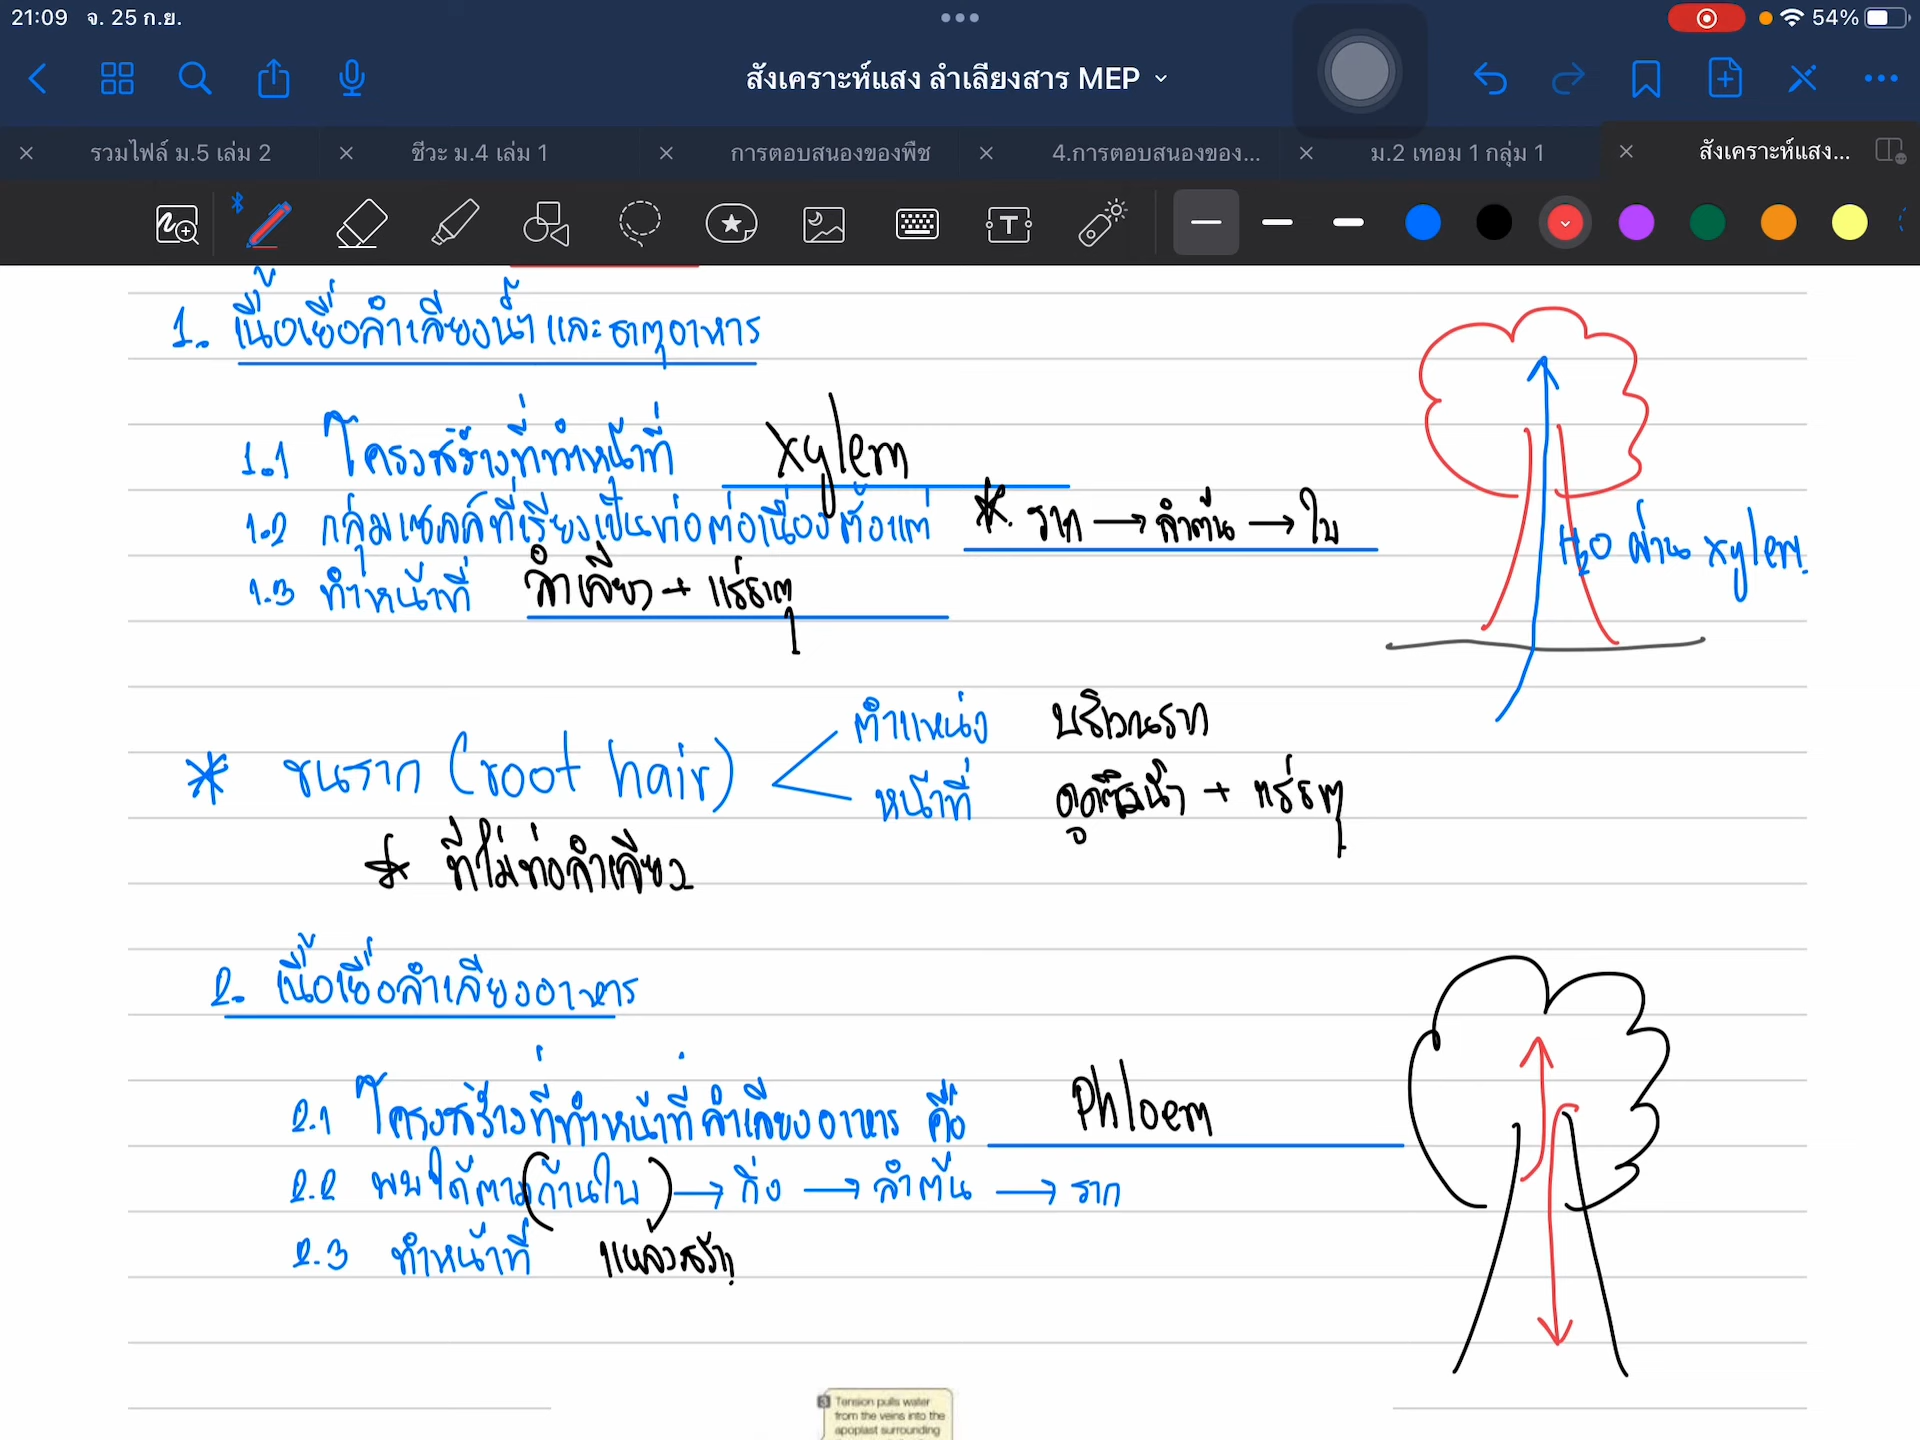 21:09 จ. 25 ก.ย.
54%
สังเคราะห์แสง ลำเลียงสาร MEP
รวมไฟล์ ม.5 เล่ม 2
ชีวะ ม.4 เล่ม 1
การตอบสนองของพืช
4.การตอบสนองของ...
ม.2 เทอม 1 กลุ่ม 1
สังเคราะห์แสง...
1. เนื้อเยื่อลำเลียงน้ำและธาตุอาหาร
1.1 โครงสร้างที่ทำหน้าที่ xylem
1.2 กลุ่มเซลล์ที่เรียงเป็นท่อต่อเนื่องตั้งแต่ * ราก → ลำต้น → ใบ
H2O ผ่าน xylem.
1.3 ทำหน้าที่ ลำเลียง + แร่ธาตุ
* ขนราก (root hair) ตำแหน่ง บริเวณราก
หน้าที่ ดูดซึมน้ำ + แร่ธาตุ
* ที่ไม่ท่อลำเลียง
2. เนื้อเยื่อลำเลียงอาหาร
2.1 โครงสร้างที่ทำหน้าที่ลำเลียงอาหาร คือ Phloem
2.2 พบได้ตาม (ก้านใบ) → กิ่ง → ลำต้น → ราก
2.3 ทำหน้าที่ แหล่งสร้าง
3 Tension pulls water
from the veins into the
apoplast surrounding